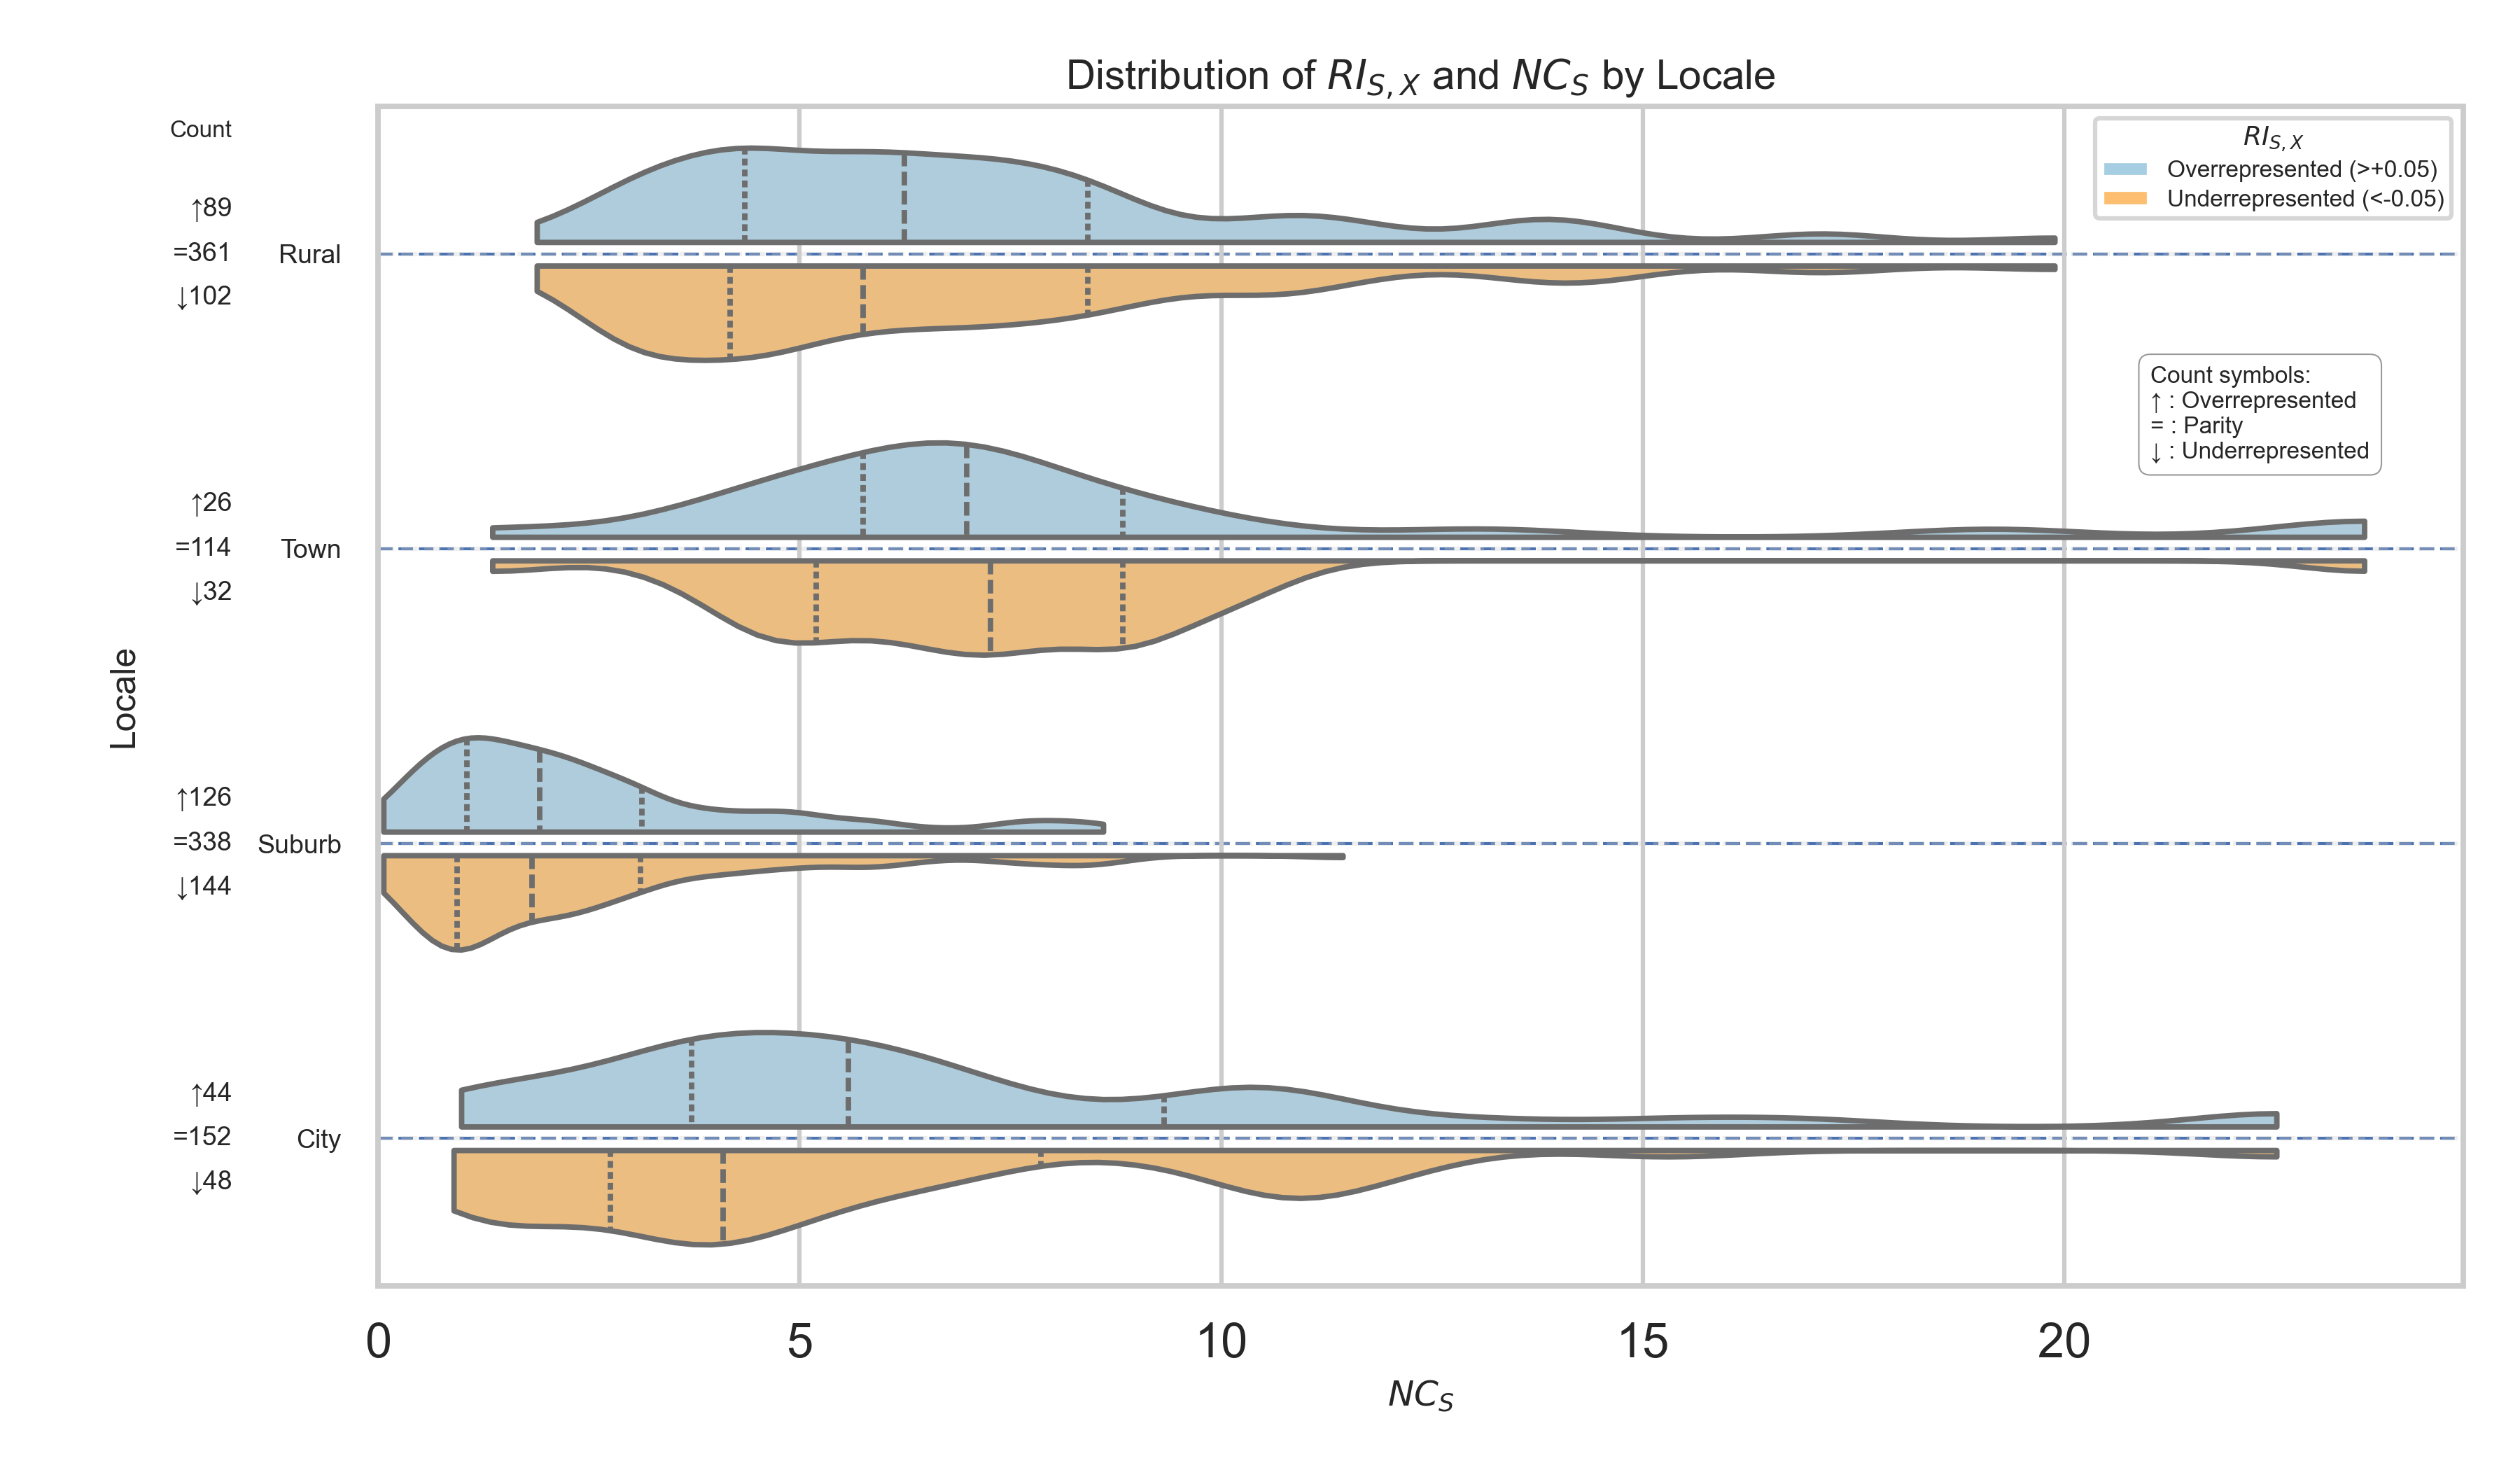 Distribution of RI_{S,X} and NC_S by Locale
Count
RI_{S,X}
Overrepresented (>+0.05)
Underrepresented (<-0.05)
↑89
=361
Rural
↓102
Count symbols:
↑ : Overrepresented
= : Parity
↓ : Underrepresented
↑26
=114
Town
↓32
Locale
↑126
=338
Suburb
↓144
↑44
=152
City
↓48
0 5 10 15 20
NC_S